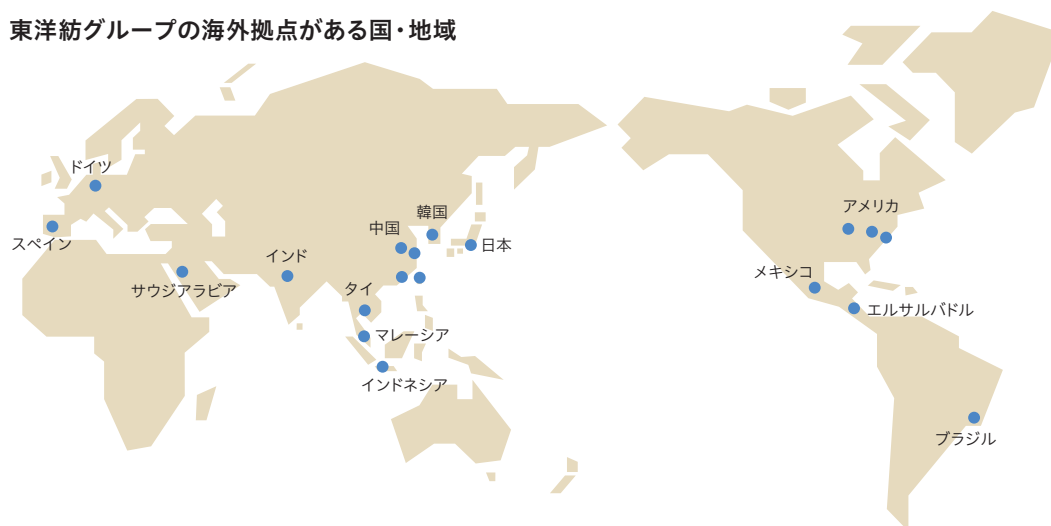 東洋紡グループの海外拠点がある国・地域
ドイツ
スペイン
サウジアラビア
インド
中国
韓国
日本
タイ
マレーシア
インドネシア
アメリカ
メキシコ
エルサルバドル
ブラジル